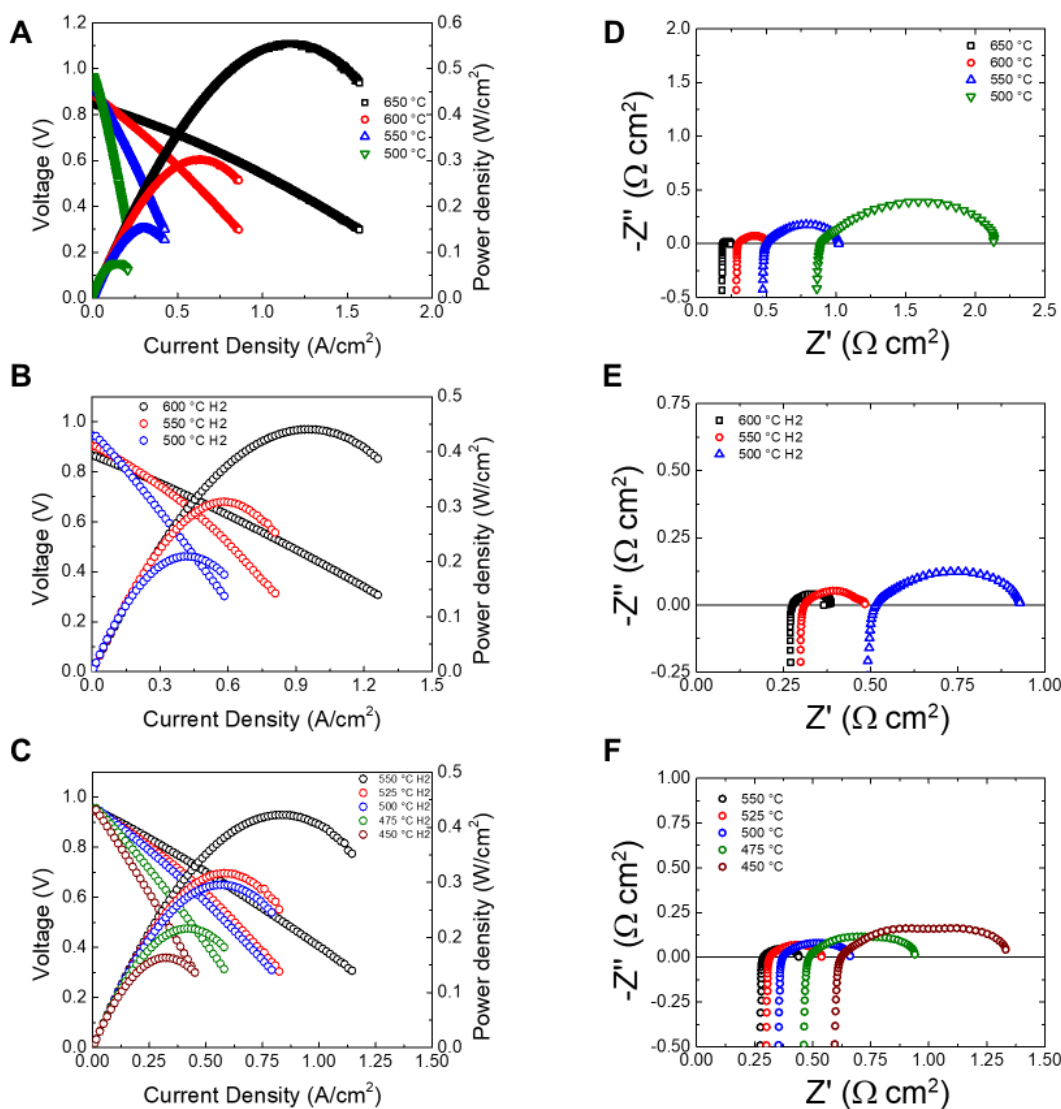 A
1.2
1.0
0.8
0.6
0.4
0.2
0.0
Voltage (V)
650 °C
600 °C
550 °C
500 °C
0.6
0.5
0.4
0.3
0.2
0.1
0.0
Power density (W/cm²)
0.0 0.5 1.0 1.5 2.0
Current Density (A/cm²)
D
2.0
1.5
1.0
0.5
0.0
-0.5
-Z" (Ω cm²)
650 °C
600 °C
550 °C
500 °C
0.0 0.5 1.0 1.5 2.0 2.5
Z' (Ω cm²)
B
1.0
0.8
0.6
0.4
0.2
0.0
Voltage (V)
600 °C H2
550 °C H2
500 °C H2
0.5
0.4
0.3
0.2
0.1
0.0
Power density (W/cm²)
0.0 0.3 0.6 0.9 1.2 1.5
Current Density (A/cm²)
E
0.75
0.50
0.25
0.00
-0.25
-Z" (Ω cm²)
600 °C H2
550 °C H2
500 °C H2
0.00 0.25 0.50 0.75 1.00
Z' (Ω cm²)
C
1.0
0.8
0.6
0.4
0.2
0.0
Voltage (V)
550 °C H2
525 °C H2
500 °C H2
475 °C H2
450 °C H2
0.5
0.4
0.3
0.2
0.1
0.0
Power density (W/cm²)
0.00 0.25 0.50 0.75 1.00 1.25 1.50
Current Density (A/cm²)
F
1.00
0.75
0.50
0.25
0.00
-0.25
-0.50
-Z" (Ω cm²)
550 °C
525 °C
500 °C
475 °C
450 °C
0.00 0.25 0.50 0.75 1.00 1.25 1.50
Z' (Ω cm²)